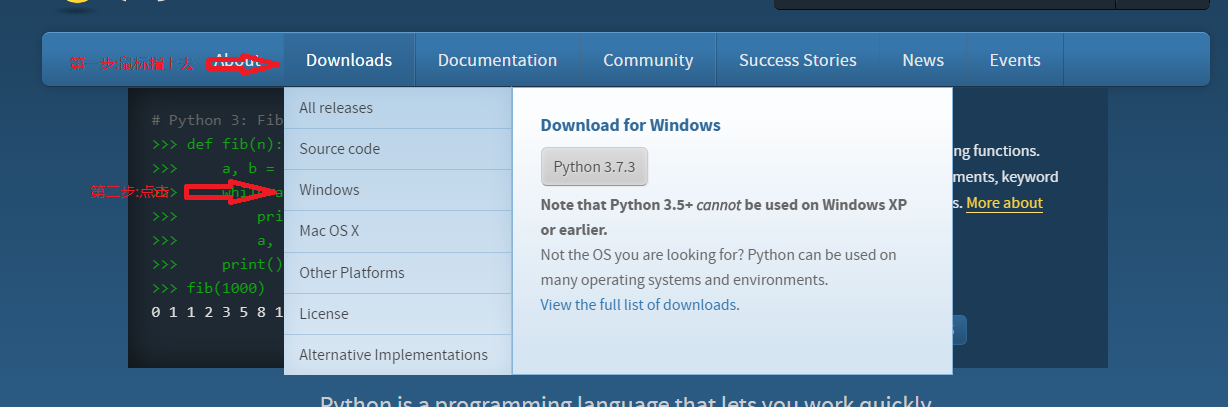 第一步:鼠标指上去
About
Downloads
Documentation
Community
Success Stories
News
Events
All releases
Source code
Windows
Mac OS X
Other Platforms
License
Alternative Implementations
Download for Windows
Python 3.7.3
Note that Python 3.5+ cannot be used on Windows XP
or earlier.
Not the OS you are looking for? Python can be used on
many operating systems and environments.
View the full list of downloads.
第二步:点击
# Python 3: Fib
>>> def fib(n):
>>> a, b =
>>> while a
>>> pri
>>> a,
>>> print()
>>> fib(1000)
0 1 1 2 3 5 8 1
ng functions.
ments, keyword
s. More about
Python is a programming language that lets you work quickly